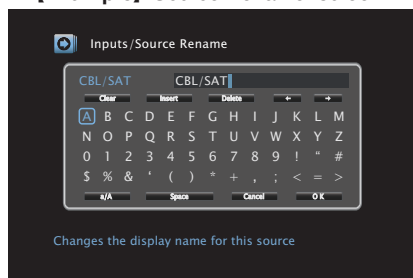 Inputs/Source Rename
CBL/SAT CBL/SAT
Clear Insert Delete ← →
A B C D E F G H I J K L M
N O P Q R S T U V W X Y Z
0 1 2 3 4 5 6 7 8 9 ! “ #
$ % & ‘ ( ) * + , ; < = >
a/A Space Cancel OK
Changes the display name for this source